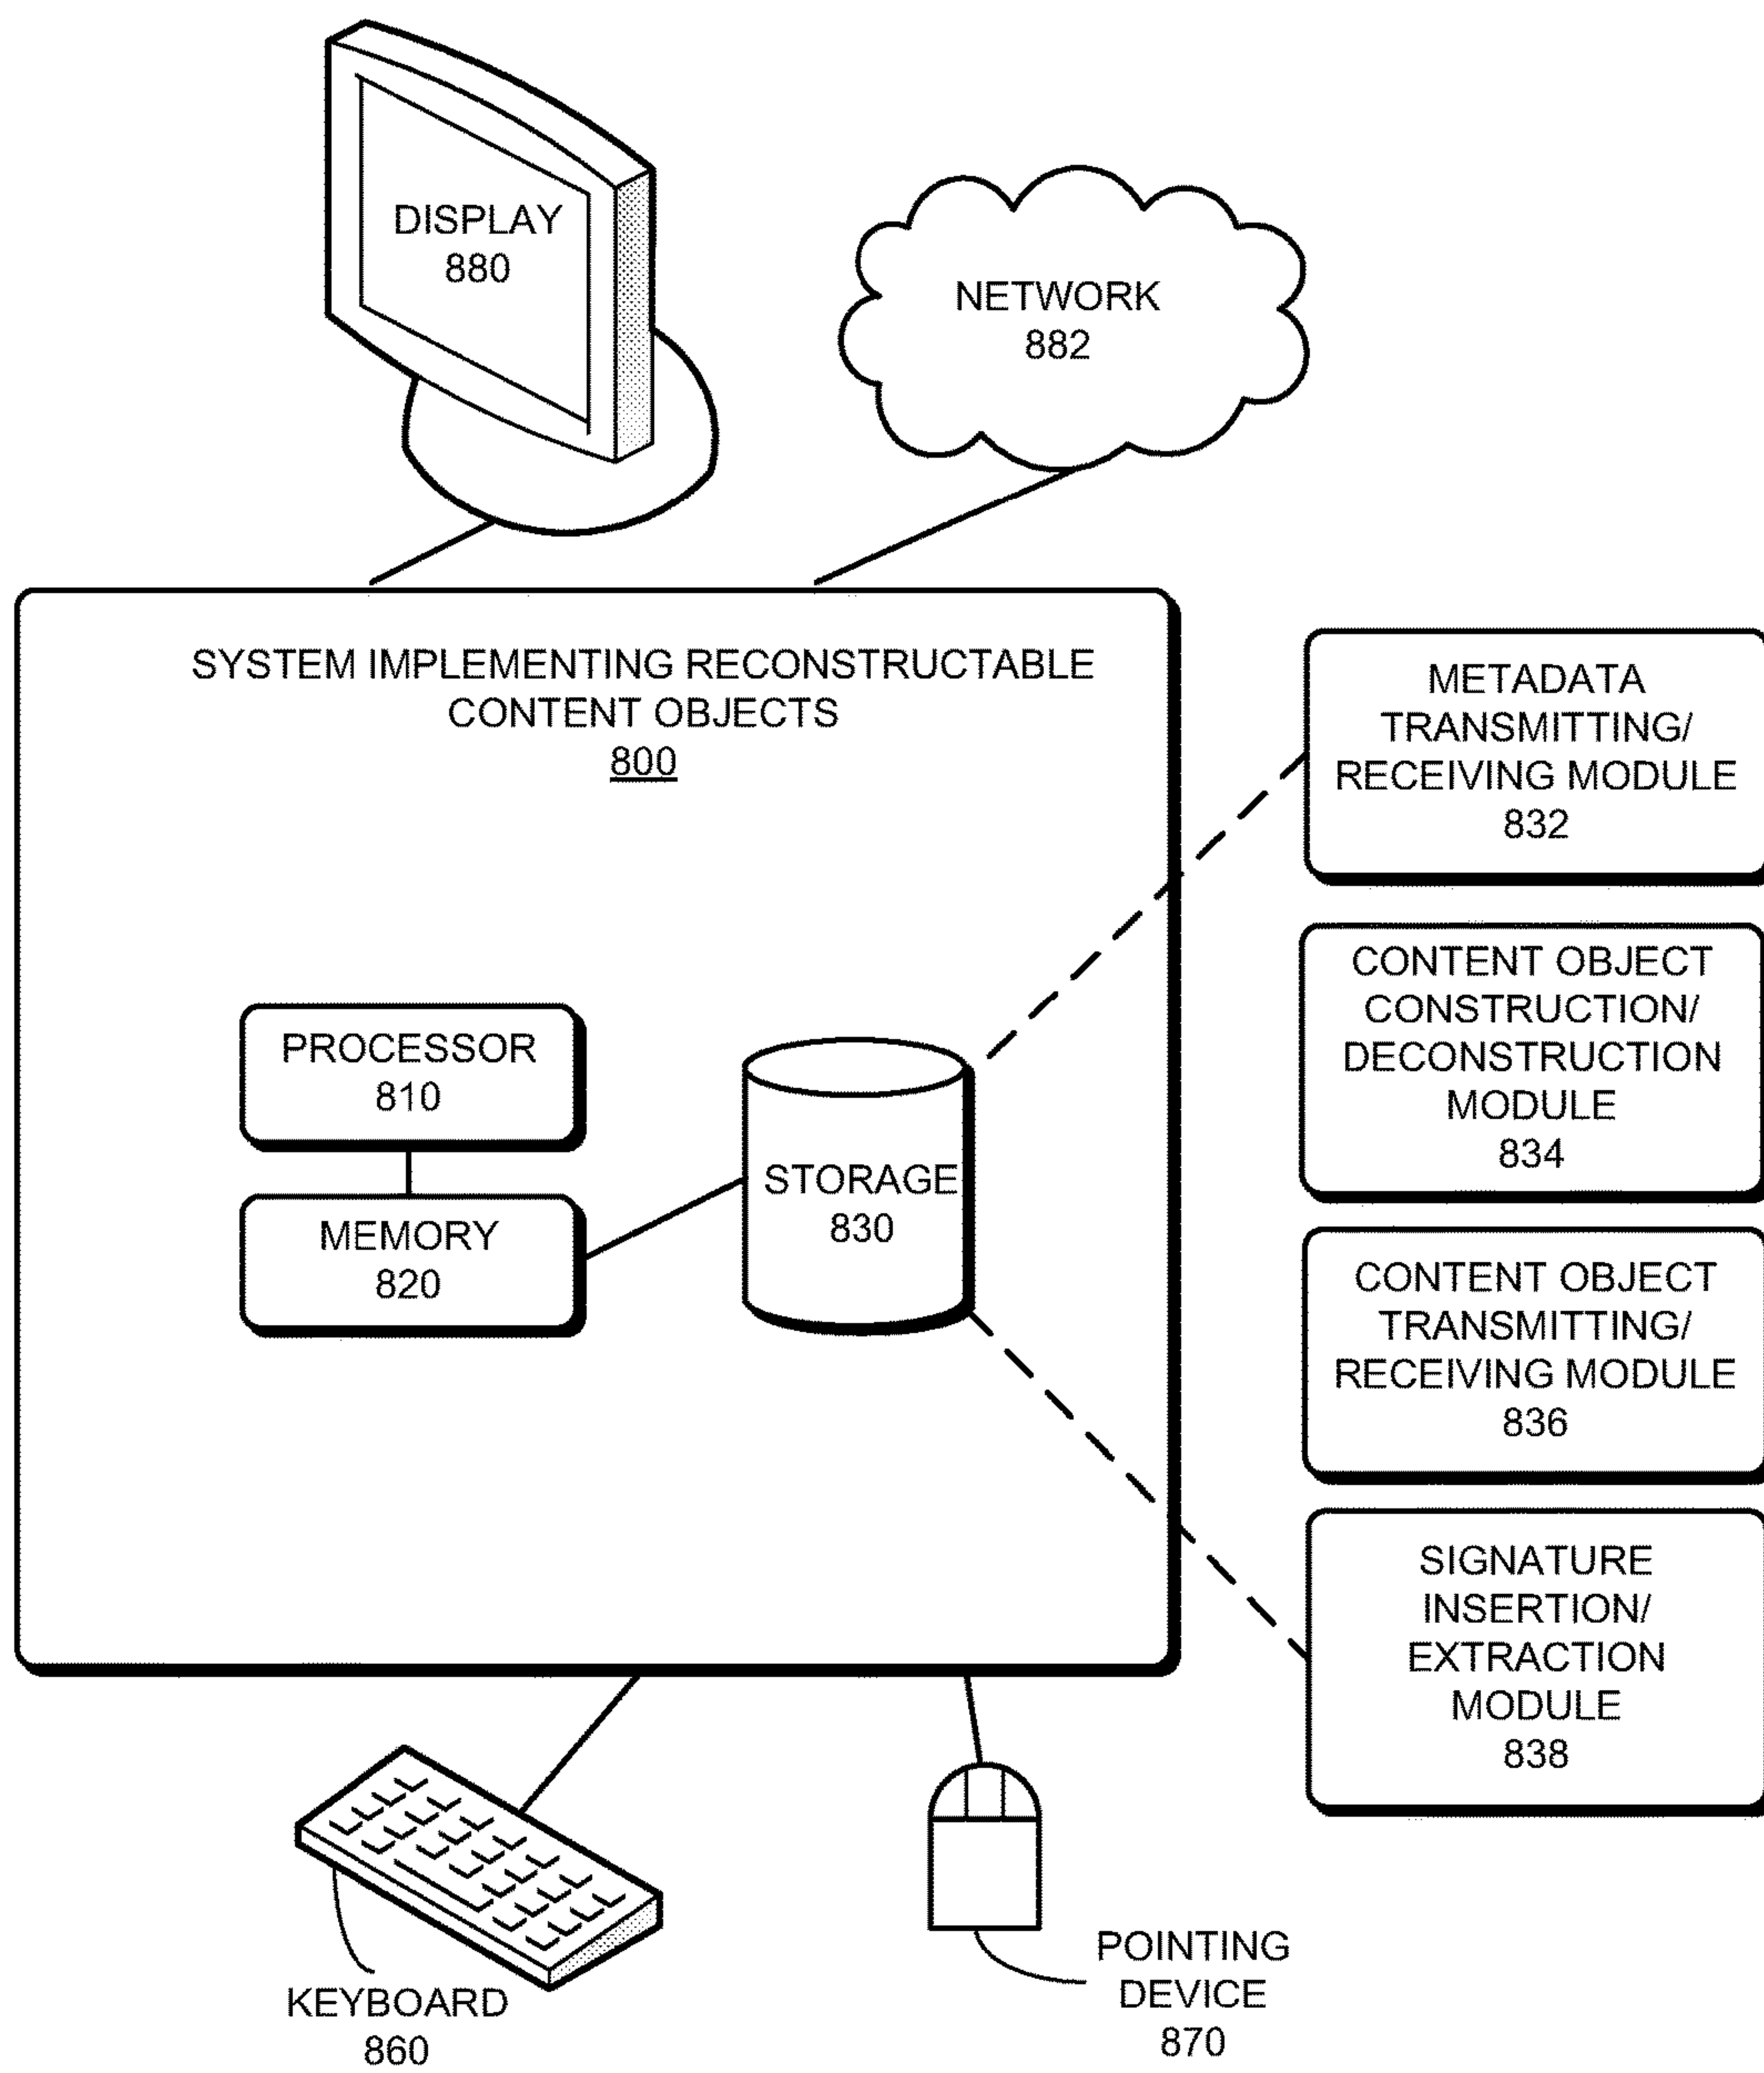 DISPLAY
880
NETWORK
882
SYSTEM IMPLEMENTING RECONSTRUCTABLE
CONTENT OBJECTS
800
METADATA
TRANSMITTING/
RECEIVING MODULE
832
CONTENT OBJECT
CONSTRUCTION/
DECONSTRUCTION
MODULE
834
PROCESSOR
810
MEMORY
820
STORAGE
830
CONTENT OBJECT
TRANSMITTING/
RECEIVING MODULE
836
SIGNATURE
INSERTION/
EXTRACTION
MODULE
838
KEYBOARD
860
POINTING
DEVICE
870